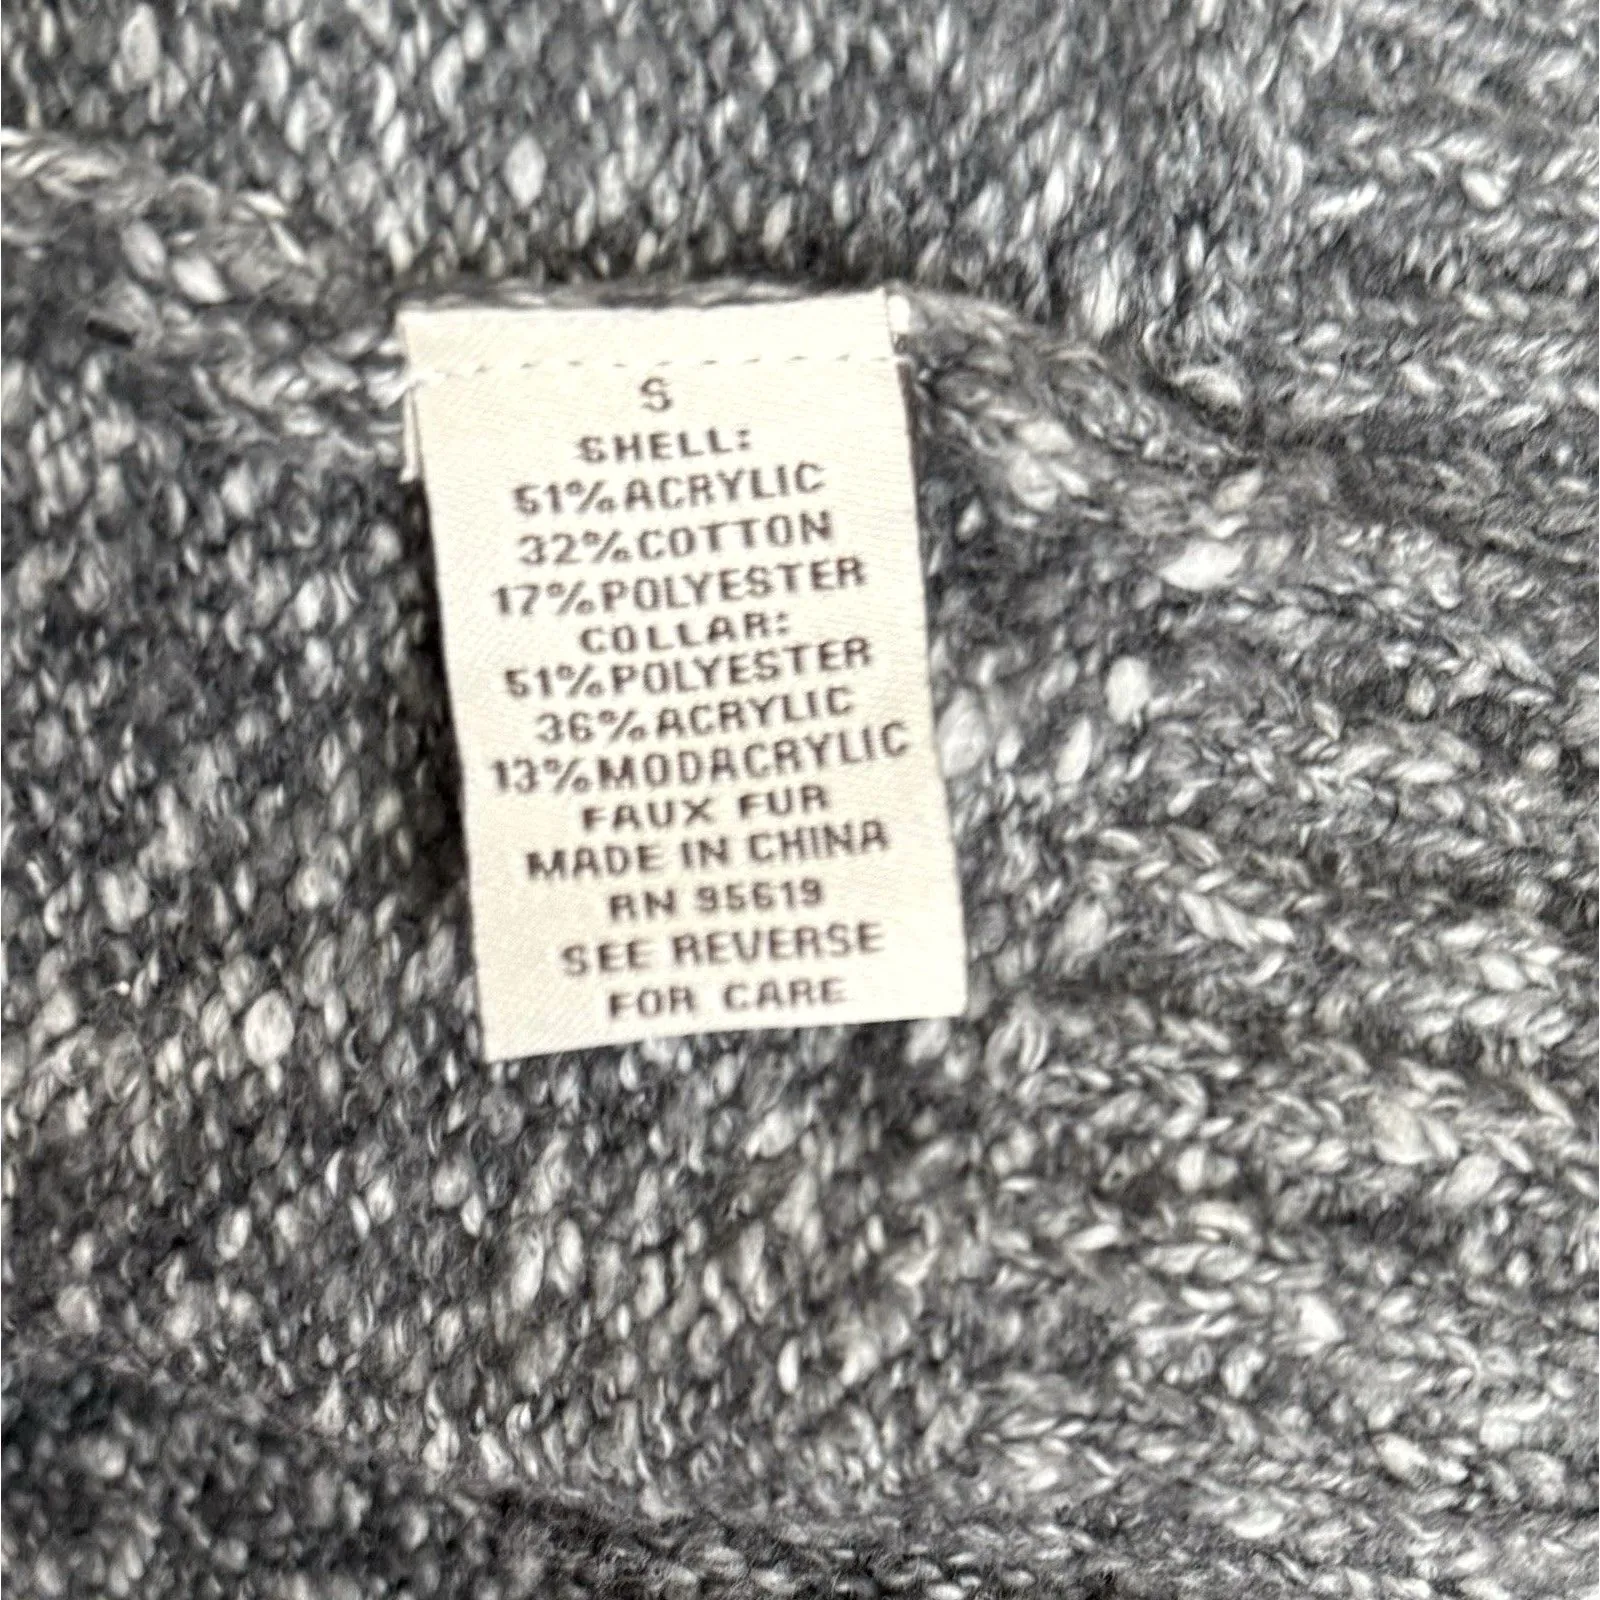 S
SHELL:
51%ACRYLIC
32%COTTON
17%POLYESTER
COLLAR:
51%POLYESTER
36%ACRYLIC
13%MODACRYLIC
FAUX FUR
MADE IN CHINA
RN 95619
SEE REVERSE
FOR CARE